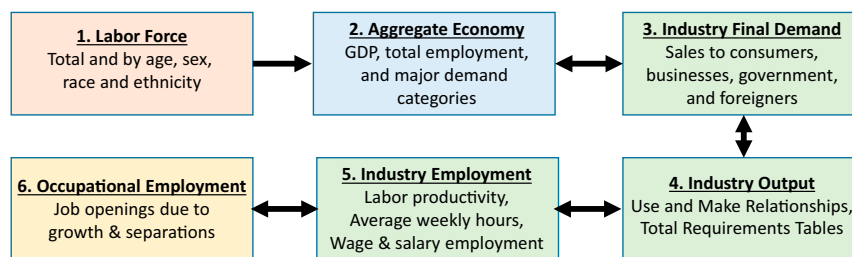 1. Labor Force
Total and by age, sex,
race and ethnicity
2. Aggregate Economy
GDP, total employment,
and major demand
categories
3. Industry Final Demand
Sales to consumers,
businesses, government,
and foreigners
6. Occupational Employment
Job openings due to
growth & separations
5. Industry Employment
Labor productivity,
Average weekly hours,
Wage & salary employment
4. Industry Output
Use and Make Relationships,
Total Requirements Tables